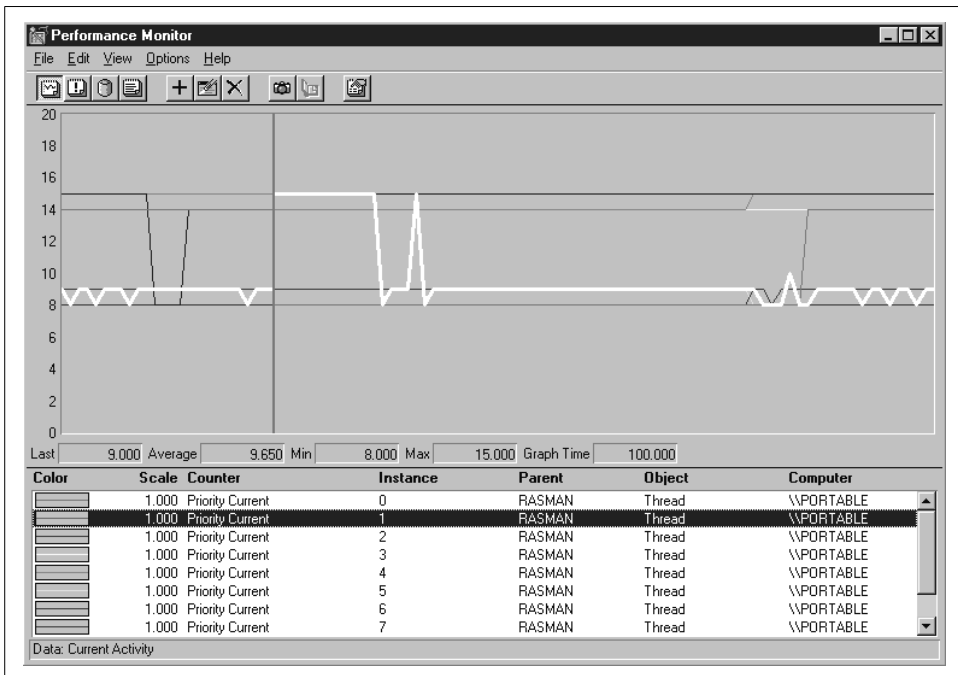 Performance Monitor
File Edit View Options Help
20
18
16
14
12
10
8
6
4
2
0
Last 9.000 Average 9.650 Min 8.000 Max 15.000 Graph Time 100.000
Color Scale Counter Instance Parent Object Computer
1.000 Priority Current 0 RASMAN Thread \\PORTABLE
1.000 Priority Current 1 RASMAN Thread \\PORTABLE
1.000 Priority Current 2 RASMAN Thread \\PORTABLE
1.000 Priority Current 3 RASMAN Thread \\PORTABLE
1.000 Priority Current 4 RASMAN Thread \\PORTABLE
1.000 Priority Current 5 RASMAN Thread \\PORTABLE
1.000 Priority Current 6 RASMAN Thread \\PORTABLE
1.000 Priority Current 7 RASMAN Thread \\PORTABLE
Data: Current Activity